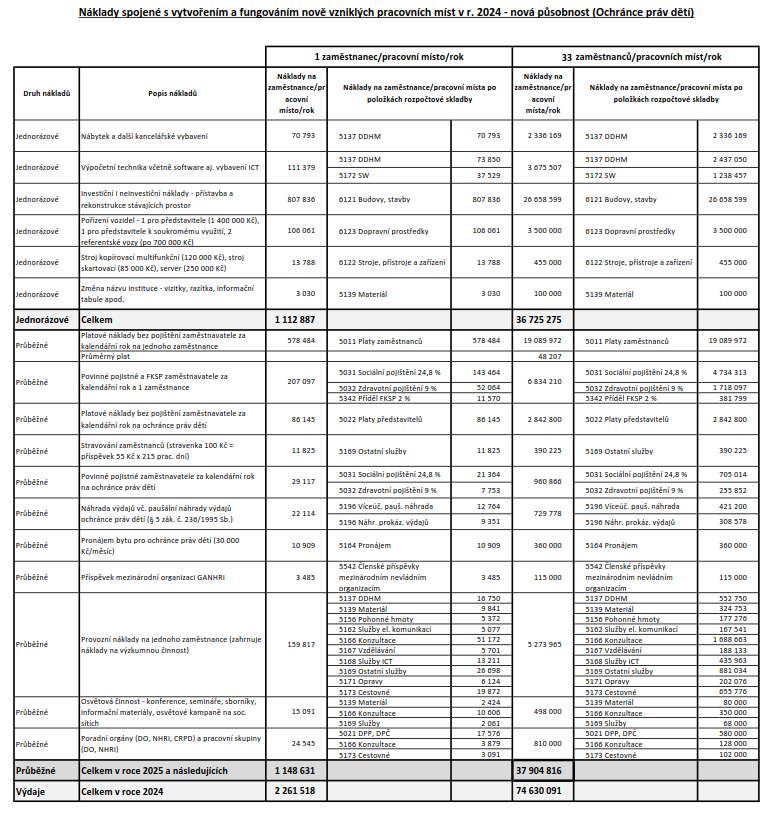 Náklady spojené s vytvořením a fungováním nově vzniklých pracovních míst v r. 2024 - nová působnost (Ochránce práv dětí)
1 zaměstnanec/pracovní místo/rok 33 zaměstnanců/pracovních míst/rok
Druh nákladů Popis nákladů Náklady na zaměstnance/pracovní místo/rok Náklady na zaměstnance/pracovní místa po položkách rozpočtové skladby Náklady na zaměstnance/pracovní místa/rok Náklady na zaměstnance/pracovní místa po položkách rozpočtové skladby
Jednorázové Nábytek a další kancelářské vybavení 70 793 5137 DDHM 70 793 2 336 169 5137 DDHM 2 336 169
Jednorázové Výpočetní technika včetně software aj. vybavení ICT 111 379 5137 DDHM 73 850 3 675 507 5137 DDHM 2 437 050
5172 SW 37 529 5172 SW 1 238 457
Jednorázové Investiční i neinvestiční náklady - přístavba a rekonstrukce stávajících prostor 807 836 6121 Budovy, stavby 807 836 26 658 599 6121 Budovy, stavby 26 658 599
Jednorázové Pořízení vozidel - 1 pro představitele (1 400 000 Kč), 1 pro představitele k soukromému využití, 2 referentské vozy (po 700 000 Kč) 106 061 6123 Dopravní prostředky 106 061 3 500 000 6123 Dopravní prostředky 3 500 000
Jednorázové Stroj kopírovací multifunkční (120 000 Kč), stroj skartovací (85 000 Kč), server (250 000 Kč) 13 788 6122 Stroje, přístroje a zařízení 13 788 455 000 6122 Stroje, přístroje a zařízení 455 000
Jednorázové Změna názvu instituce - vizitky, razítka, informační tabule apod. 3 030 5139 Materiál 3 030 100 000 5139 Materiál 100 000
Jednorázové Celkem 1 112 887 36 725 275
Průběžné Platové náklady bez pojištění zaměstnavatele za kalendářní rok na jednoho zaměstnance 578 484 5011 Platy zaměstnanců 578 484 19 089 972 5011 Platy zaměstnanců 19 089 972
Průměrný plat 48 207
Průběžné Povinné pojistné a FKSP zaměstnavatele za kalendářní rok a 1 zaměstnance 207 097 5031 Sociální pojištění 24,8 % 143 464 6 834 210 5031 Sociální pojištění 24,8 % 4 734 313
5032 Zdravotní pojištění 9 % 52 064 5032 Zdravotní pojištění 9 % 1 718 097
5342 Příděl FKSP 2 % 11 570 5342 Příděl FKSP 2 % 381 799
Průběžné Platové náklady bez pojištění zaměstnavatele za kalendářní rok na ochránce práv dětí 86 145 5022 Platy představitelů 86 145 2 842 800 5022 Platy představitelů 2 842 800
Průběžné Stravování zaměstnanců (stravenka 100 Kč = příspěvek 55 Kč x 215 prac. dní) 11 825 5169 Ostatní služby 11 825 390 225 5169 Ostatní služby 390 225
Průběžné Povinné pojistné zaměstnavatele za kalendářní rok na ochránce práv dětí 29 117 5031 Sociální pojištění 24,8 % 21 364 960 866 5031 Sociální pojištění 24,8 % 705 014
5032 Zdravotní pojištění 9 % 7 753 5032 Zdravotní pojištění 9 % 255 852
Průběžné Náhrada výdajů vč. paušální náhrady výdajů ochránce práv dětí (§ 5 zák. č. 236/1995 Sb.) 22 114 5196 Víceúč. pauš. náhrada 12 764 729 778 5196 Víceúč. pauš. náhrada 421 200
5196 Náhr. prokáz. výdajů 9 351 5196 Náhr. prokáz. výdajů 308 578
Průběžné Pronájem bytu pro ochránce práv dětí (30 000 Kč/měsíc) 10 909 5164 Pronájem 10 909 360 000 5164 Pronájem 360 000
Průběžné Příspěvek mezinárodní organizaci GANHRI 3 485 5542 Členské příspěvky mezinárodním nevládním organizacím 3 485 115 000 5542 Členské příspěvky mezinárodním nevládním organizacím 115 000
Průběžné Provozní náklady na jednoho zaměstnance (zahrnuje náklady na výzkumnou činnost) 159 817 5137 DDHM 16 750 5 273 965 5137 DDHM 552 750
5139 Materiál 9 841 5139 Materiál 324 753
5156 Pohonné hmoty 5 372 5156 Pohonné hmoty 177 276
5162 Služby el. komunikací 5 077 5162 Služby el. komunikací 167 541
5166 Konzultace 51 172 5166 Konzultace 1 688 663
5167 Vzdělávání 5 701 5167 Vzdělávání 188 133
5168 Služby ICT 13 211 5168 Služby ICT 435 963
5169 Ostatní služby 26 698 5169 Ostatní služby 881 034
5171 Opravy 6 124 5171 Opravy 202 076
5173 Cestovné 19 872 5173 Cestovné 655 776
Průběžné Osvětová činnost - konference, semináře, sborníky, informační materiály, osvětové kampaně na soc. sítích 15 091 5139 Materiál 2 424 498 000 5139 Materiál 80 000
5166 Konzultace 10 606 5166 Konzultace 350 000
5169 Služby 2 061 5169 Služby 68 000
Průběžné Poradní orgány (DO, NHRI, CRPD) a pracovní skupiny (DO, NHRI) 24 545 5021 DPP, DPČ 17 576 810 000 5021 DPP, DPČ 580 000
5166 Konzultace 3 879 5166 Konzultace 128 000
5173 Cestovné 3 091 5173 Cestovné 102 000
Průběžné Celkem v roce 2025 a následujících 1 148 631 37 904 816
Výdaje Celkem v roce 2024 2 261 518 74 630 091